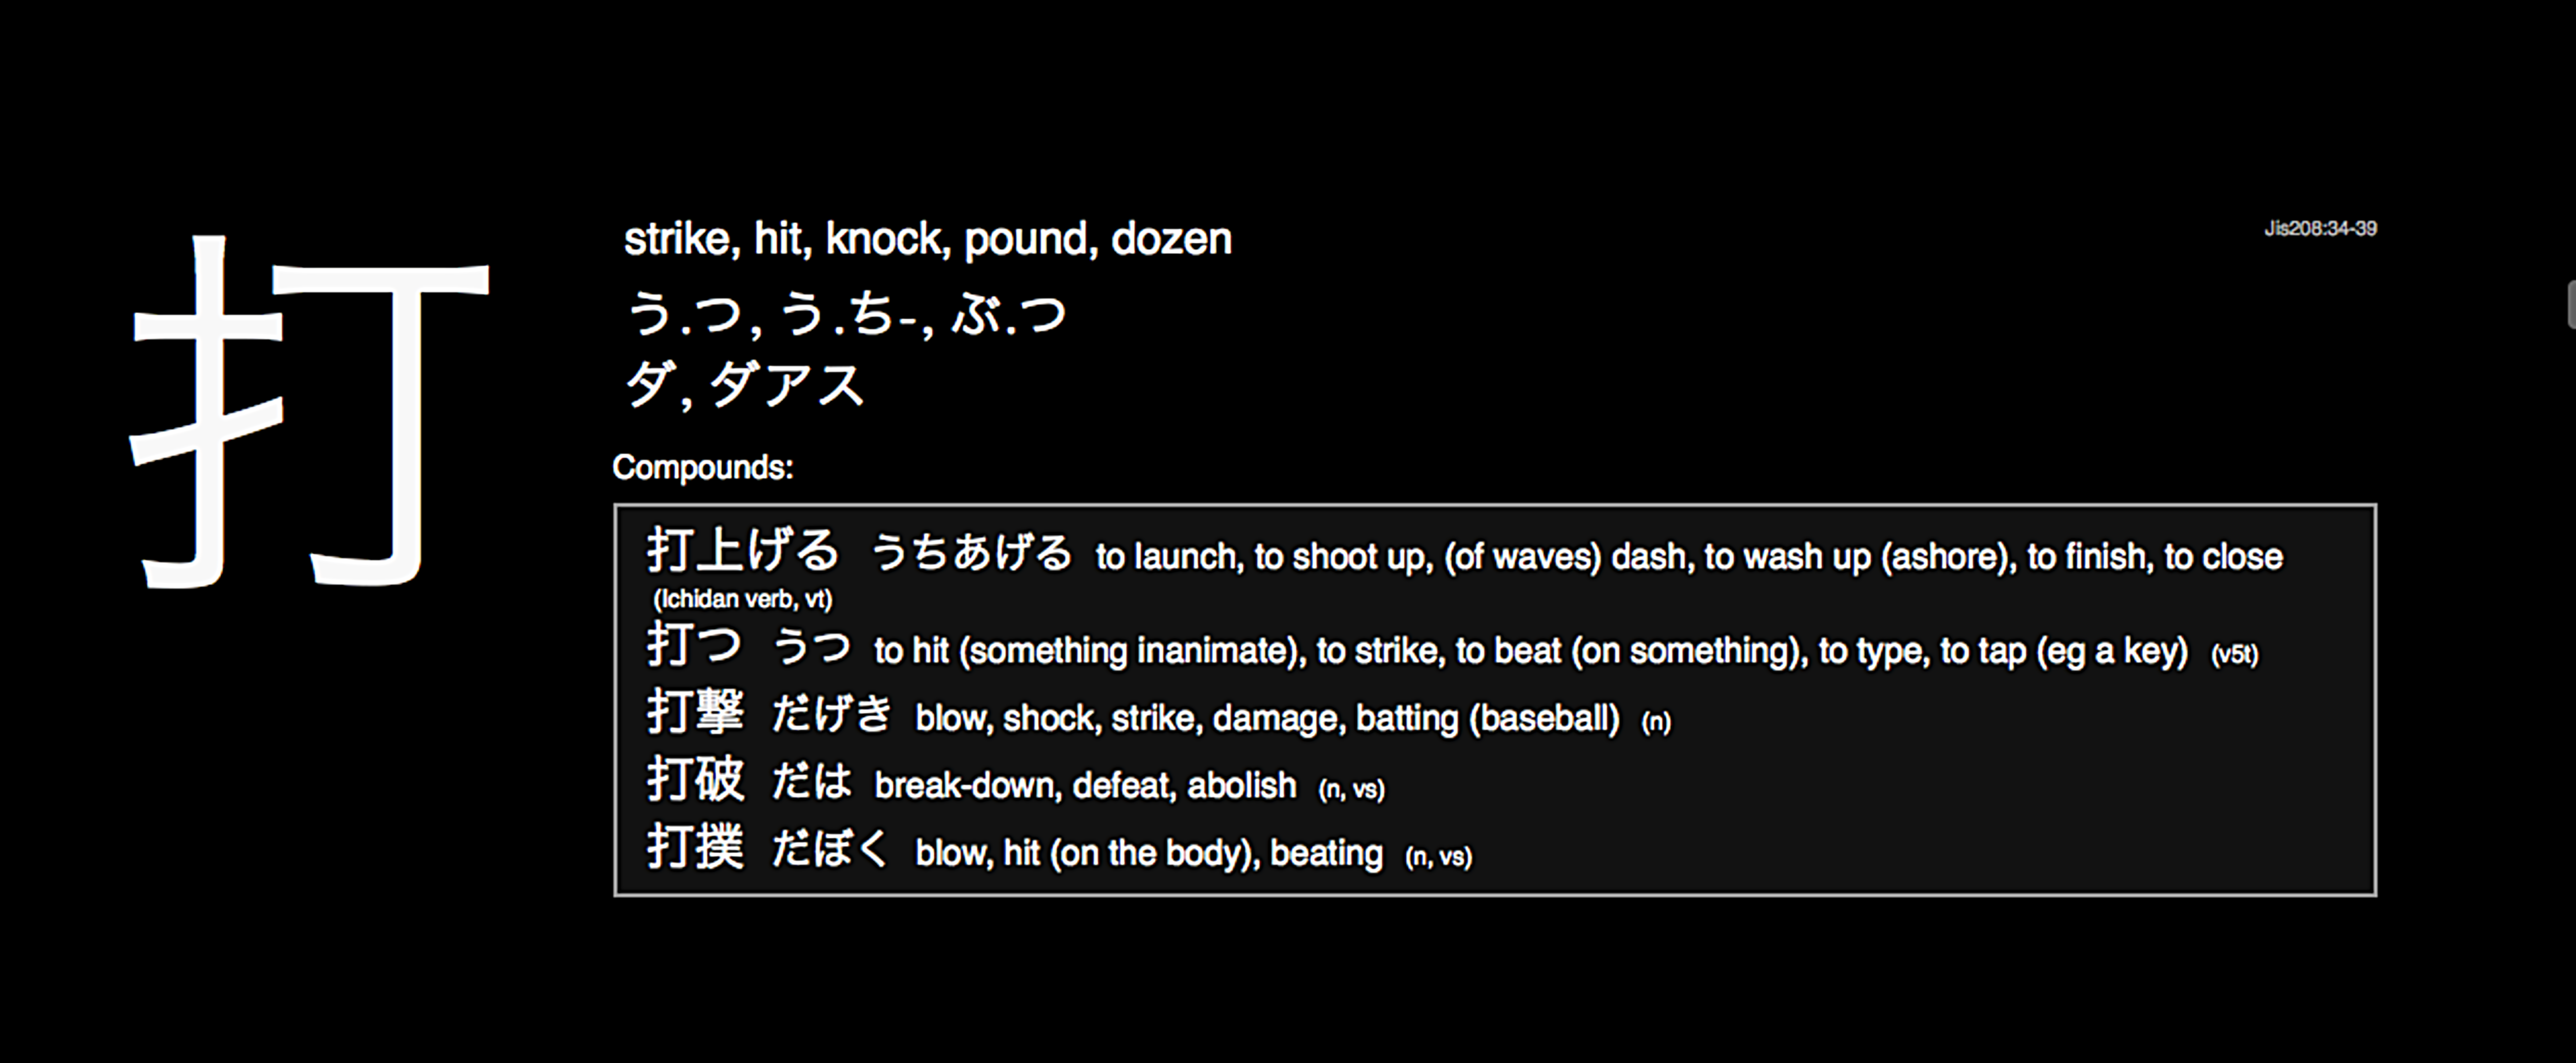 打
strike, hit, knock, pound, dozen
Jis208:34-39
う.つ, う.ち-, ぶ.つ
ダ, ダアス
Compounds:
打上げる うちあげる to launch, to shoot up, (of waves) dash, to wash up (ashore), to finish, to close
(Ichidan verb, vt)
打つ うつ to hit (something inanimate), to strike, to beat (on something), to type, to tap (eg a key) (v5t)
打撃 だげき blow, shock, strike, damage, batting (baseball) (n)
打破 だは break-down, defeat, abolish (n, vs)
打撲 だぼく blow, hit (on the body), beating (n, vs)